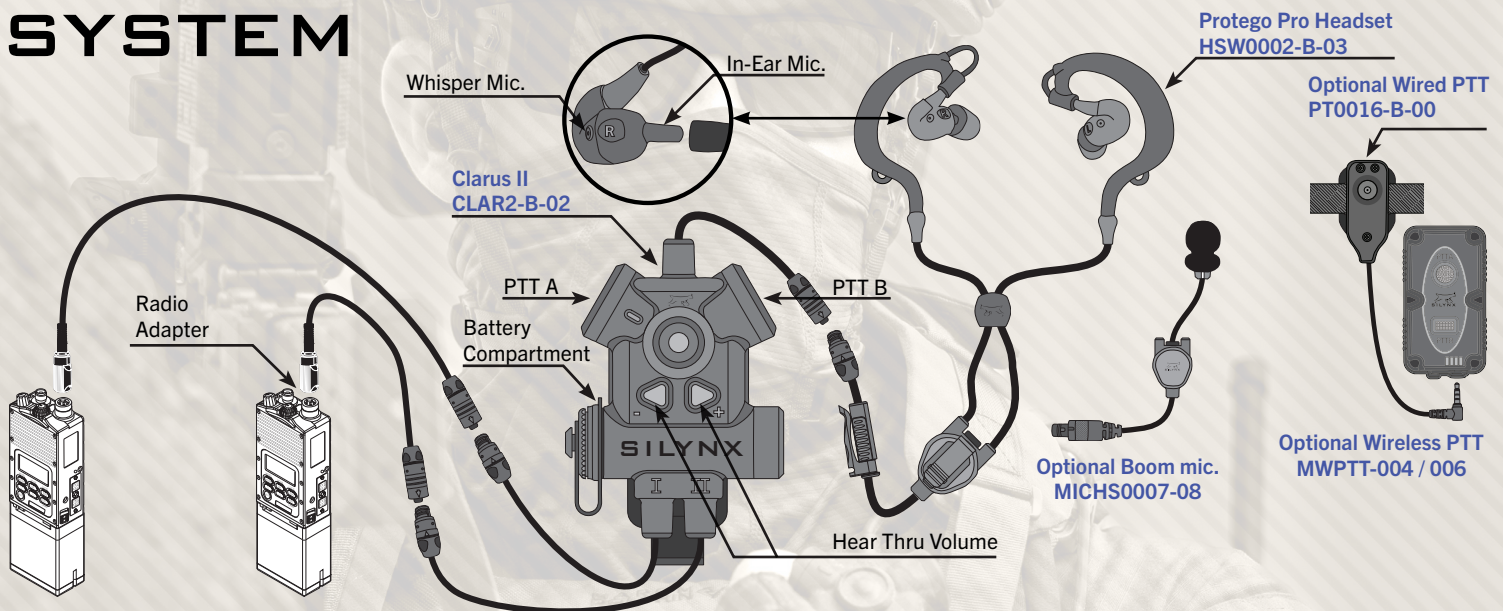 SYSTEM
Protego Pro Headset
HSW0002-B-03
In-Ear Mic.
Whisper Mic.
R
Optional Wired PTT
PT0016-B-00
Clarus II
CLAR2-B-02
PTT A
PTT B
Radio
Adapter
Battery
Compartment
- +
SILYNX
I II
Hear Thru Volume
Optional Boom mic.
MICHS0007-08
SILYNX
Optional Wireless PTT
MWPTT-004 / 006